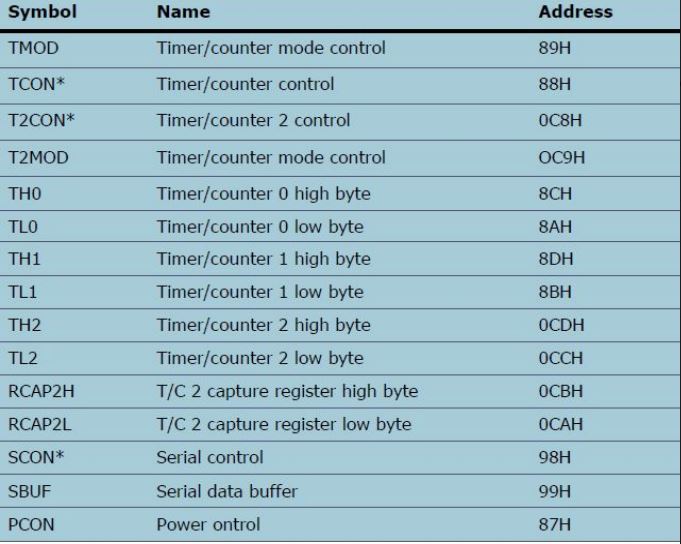 Symbol Name Address
TMOD Timer/counter mode control 89H
TCON* Timer/counter control 88H
T2CON* Timer/counter 2 control 0C8H
T2MOD Timer/counter mode control OC9H
TH0 Timer/counter 0 high byte 8CH
TL0 Timer/counter 0 low byte 8AH
TH1 Timer/counter 1 high byte 8DH
TL1 Timer/counter 1 low byte 8BH
TH2 Timer/counter 2 high byte 0CDH
TL2 Timer/counter 2 low byte 0CCH
RCAP2H T/C 2 capture register high byte 0CBH
RCAP2L T/C 2 capture register low byte 0CAH
SCON* Serial control 98H
SBUF Serial data buffer 99H
PCON Power ontrol 87H